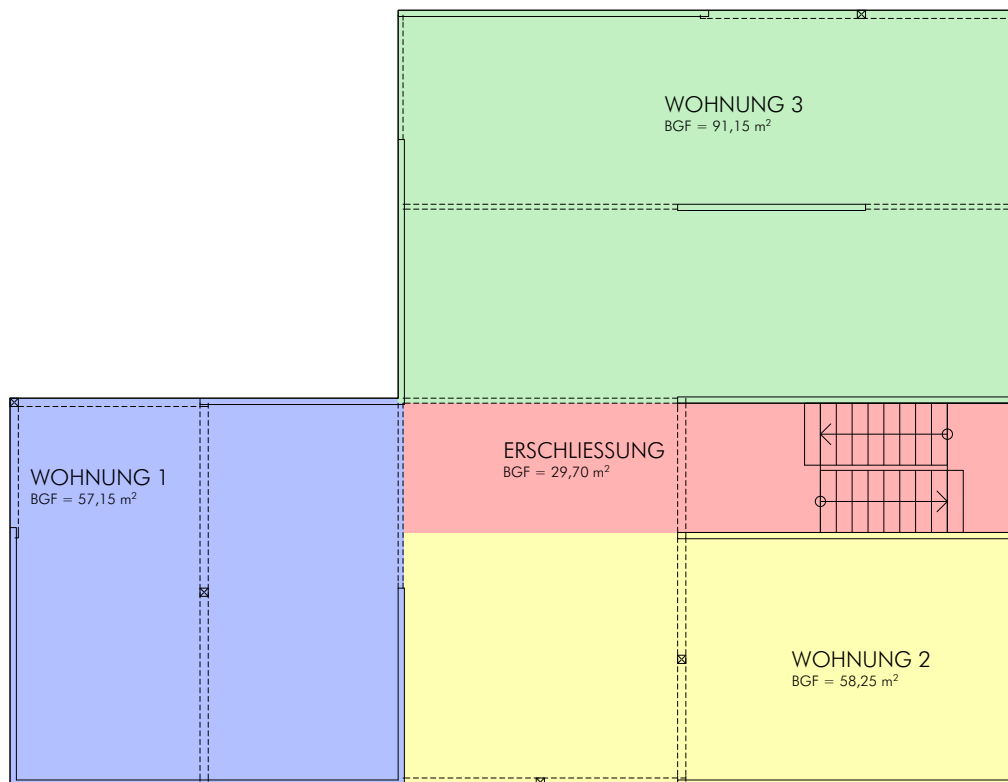 WOHNUNG 3
BGF = 91,15 m²
ERSCHLIESSUNG
BGF = 29,70 m²
WOHNUNG 1
BGF = 57,15 m²
WOHNUNG 2
BGF = 58,25 m²